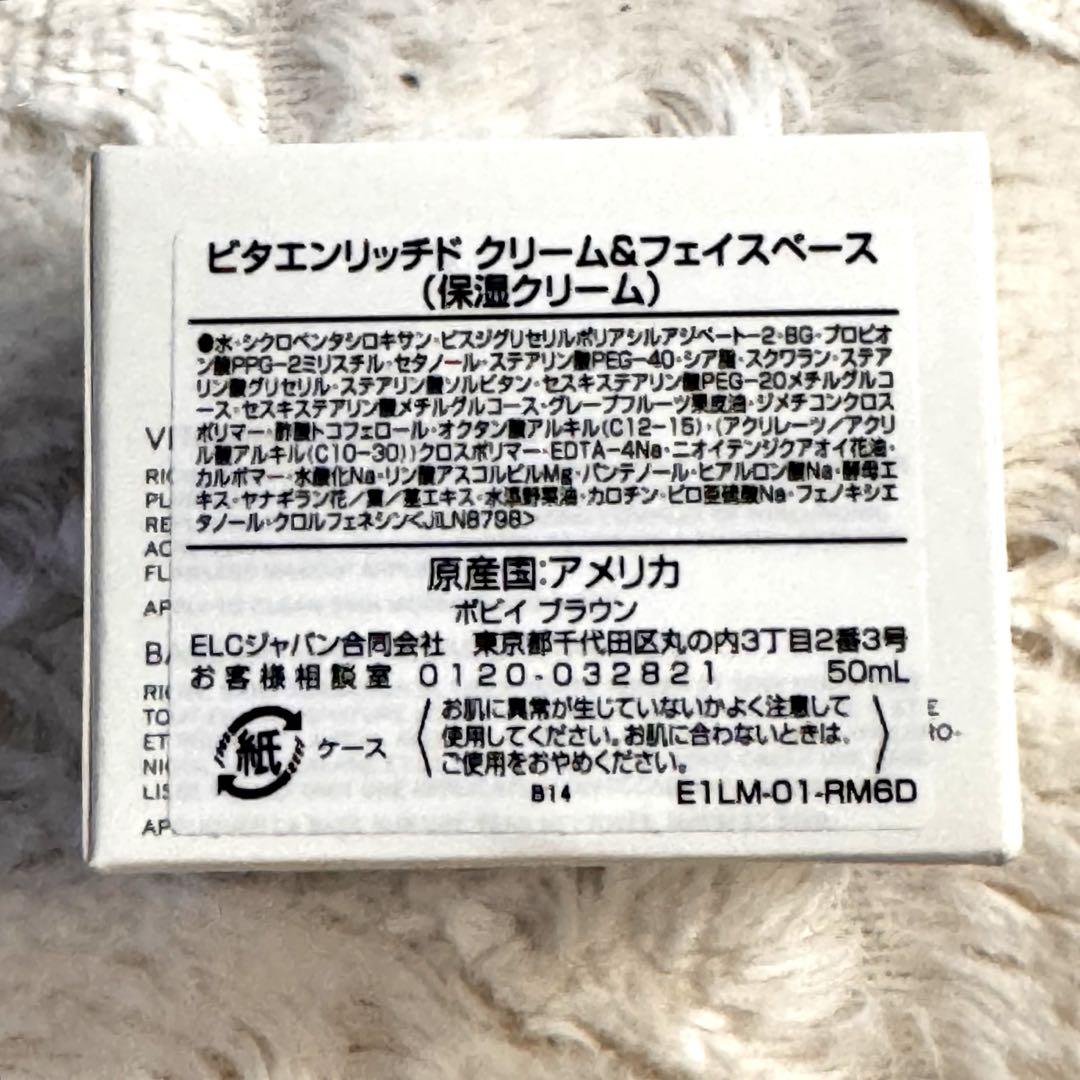 ビタエンリッチド クリーム&フェイスベース
(保湿クリーム)
●水・シクロペンタシロキサン・ビスジグリセリルポリアシルアジペート-2・BG・プロピオ
ン酸PPG-2ミリスチル・セタノール・ステアリン酸PEG-40・シア脂・スクワラン・ステア
リン酸グリセリル・ステアリン酸ソルビタン・セスキステアリン酸PEG-20メチルグルコ
ース・セスキステアリン酸メチルグルコース・グレープフルーツ果皮油・ジメチコンクロス
ポリマー・酢酸トコフェロール・オクタン酸アルキル(C12-15)・(アクリレーツ/アクリ
ル酸アルキル(C10-30))クロスポリマー・EDTA-4Na・ニオイテンジクアオイ花油・
カルボマー・水酸化Na・リン酸アスコルビルMg・パンテノール・ヒアルロン酸Na・酵母エ
キス・ヤナギラン花/葉/茎エキス・水添野菜油・カロチン・ピロ亜硫酸Na・フェノキシエ
タノール・クロルフェネシン<JILN8798>
原産国:アメリカ
ボビイ ブラウン
ELCジャパン合同会社 東京都千代田区丸の内3丁目2番3号
お客様相談室 0120-032821 50mL
紙 ケース
お肌に異常が生じていないかよく注意して
使用してください。お肌に合わないときは、
ご使用をおやめください。
B14 E1LM-01-RM6D